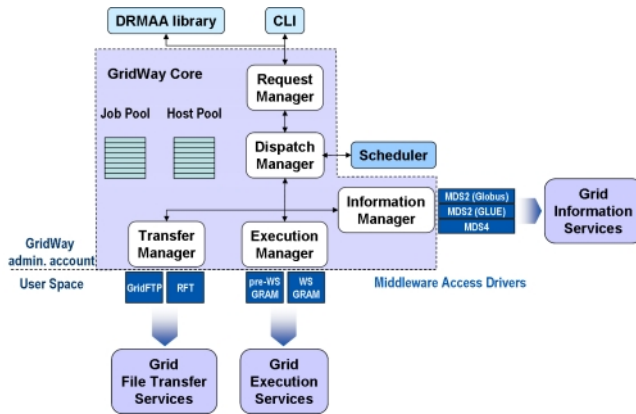 DRMAA library
CLI
GridWay Core
Request
Manager
Job Pool
Host Pool
Dispatch
Manager
Scheduler
Information
Manager
MDS2 (Globus)
MDS2 (GLUE)
MDS4
Grid
Information
Services
Transfer
Manager
Execution
Manager
GridWay
admin. account
User Space
GridFTP
RFT
pre-WS
GRAM
WS
GRAM
Middleware Access Drivers
Grid
File Transfer
Services
Grid
Execution
Services